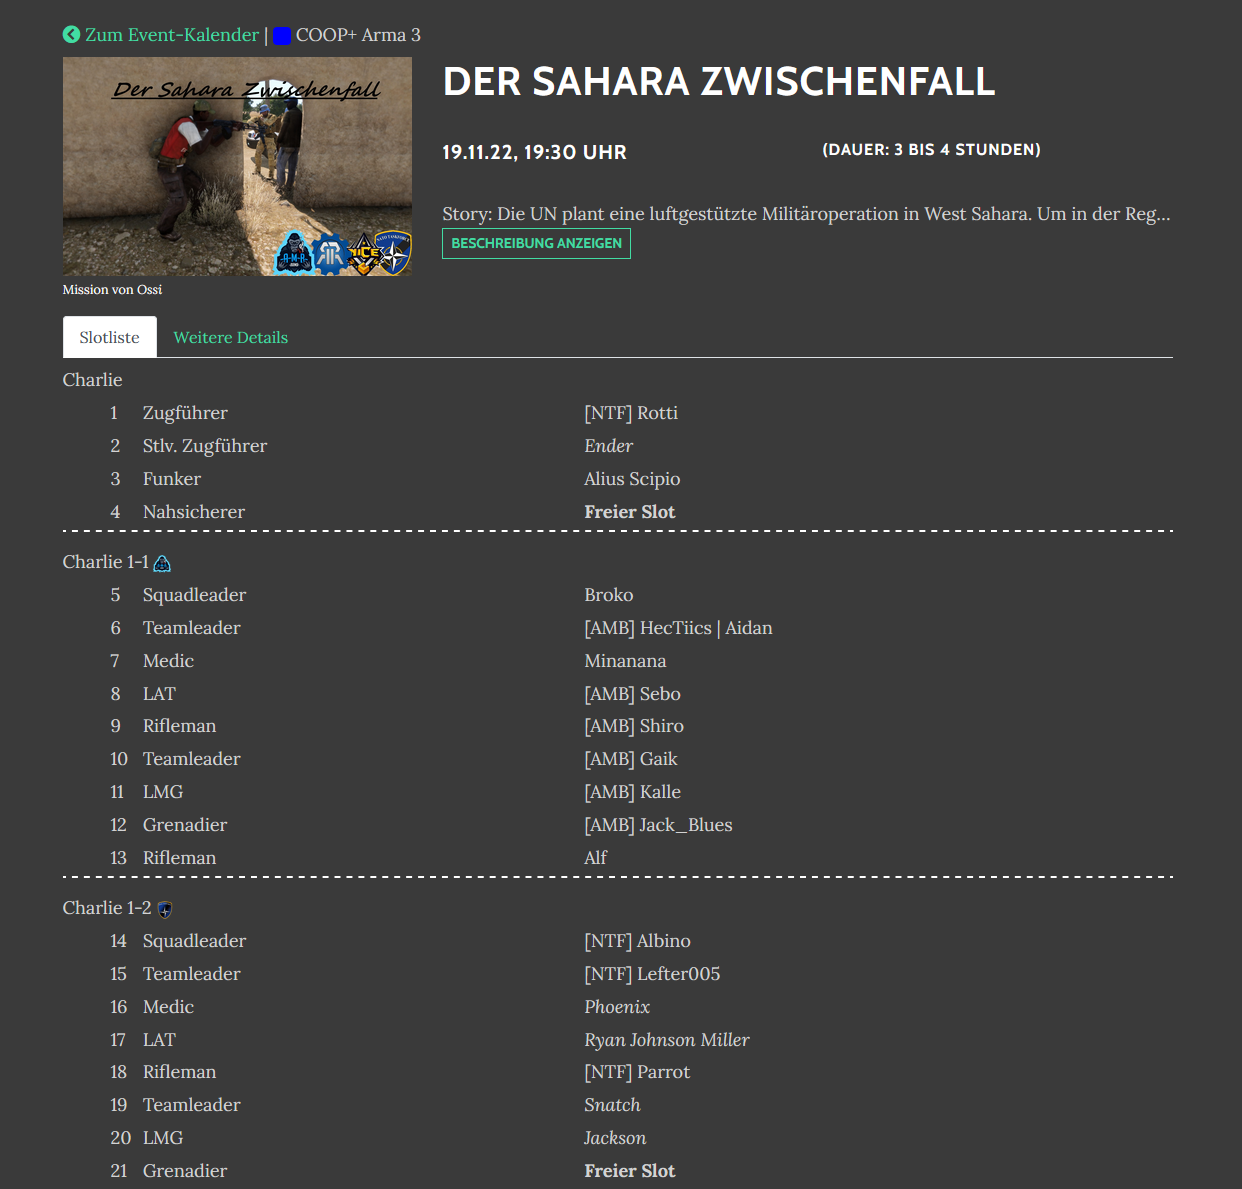 Zum Event-Kalender | COOP+ Arma 3
Der Sahara Zwischenfall
DER SAHARA ZWISCHENFALL
19.11.22, 19:30 UHR
(DAUER: 3 BIS 4 STUNDEN)
Story: Die UN plant eine luftgestützte Militäroperation in West Sahara. Um in der Reg...
BESCHREIBUNG ANZEIGEN
Mission von Ossi
Slotliste Weitere Details
Charlie
1 Zugführer [NTF] Rotti
2 Stlv. Zugführer Ender
3 Funker Alius Scipio
4 Nahsicherer Freier Slot
Charlie 1-1
5 Squadleader Broko
6 Teamleader [AMB] HecTiics | Aidan
7 Medic Minanana
8 LAT [AMB] Sebo
9 Rifleman [AMB] Shiro
10 Teamleader [AMB] Gaik
11 LMG [AMB] Kalle
12 Grenadier [AMB] Jack_Blues
13 Rifleman Alf
Charlie 1-2
14 Squadleader [NTF] Albino
15 Teamleader [NTF] Lefter005
16 Medic Phoenix
17 LAT Ryan Johnson Miller
18 Rifleman [NTF] Parrot
19 Teamleader Snatch
20 LMG Jackson
21 Grenadier Freier Slot